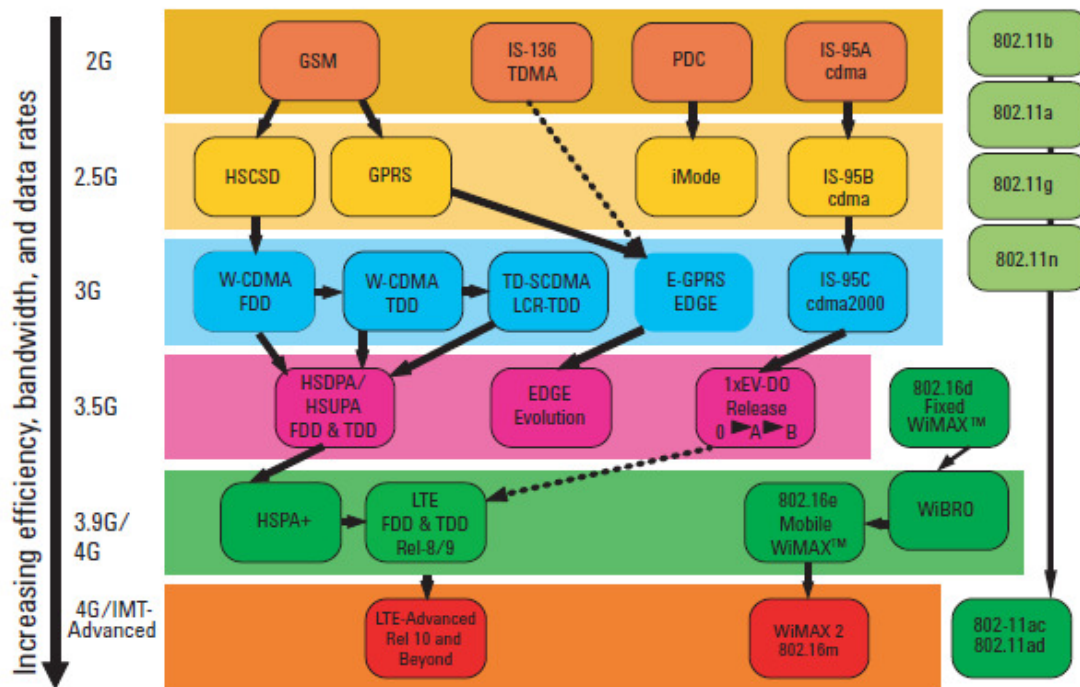 Increasing efficiency, bandwidth, and data rates
2G
GSM
IS-136
TDMA
PDC
IS-95A
cdma
802.11b
802.11a
2.5G
HSCSD
GPRS
iMode
IS-95B
cdma
802.11g
802.11n
3G
W-CDMA
FDD
W-CDMA
TDD
TD-SCDMA
LCR-TDD
E-GPRS
EDGE
IS-95C
cdma2000
3.5G
HSDPA/
HSUPA
FDD & TDD
EDGE
Evolution
1xEV-DO
Release
0 ► A ► B
802.16d
Fixed
WiMAX™
3.9G/
4G
HSPA+
LTE
FDD & TDD
Rel-8/9
802.16e
Mobile
WiMAX™
WiBRO
4G/IMT-
Advanced
LTE-Advanced
Rel 10 and
Beyond
WiMAX 2
802.16m
802-11ac
802.11ad